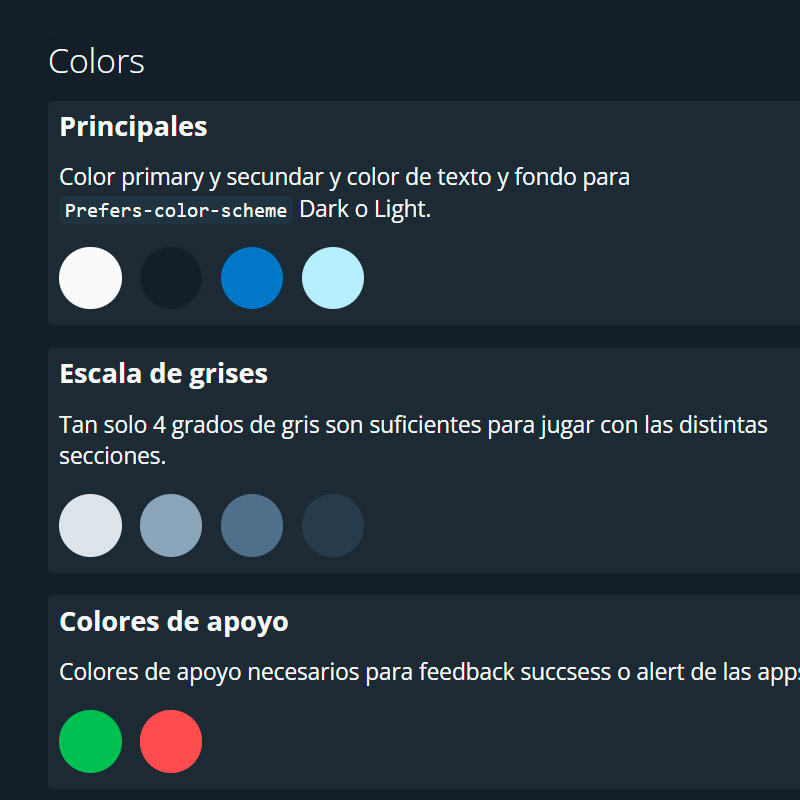 Colors
Principales
Color primary y secundar y color de texto y fondo para
Prefers-color-scheme Dark o Light.
Escala de grises
Tan solo 4 grados de gris son suficientes para jugar con las distintas
secciones.
Colores de apoyo
Colores de apoyo necesarios para feedback succsess o alert de las apps